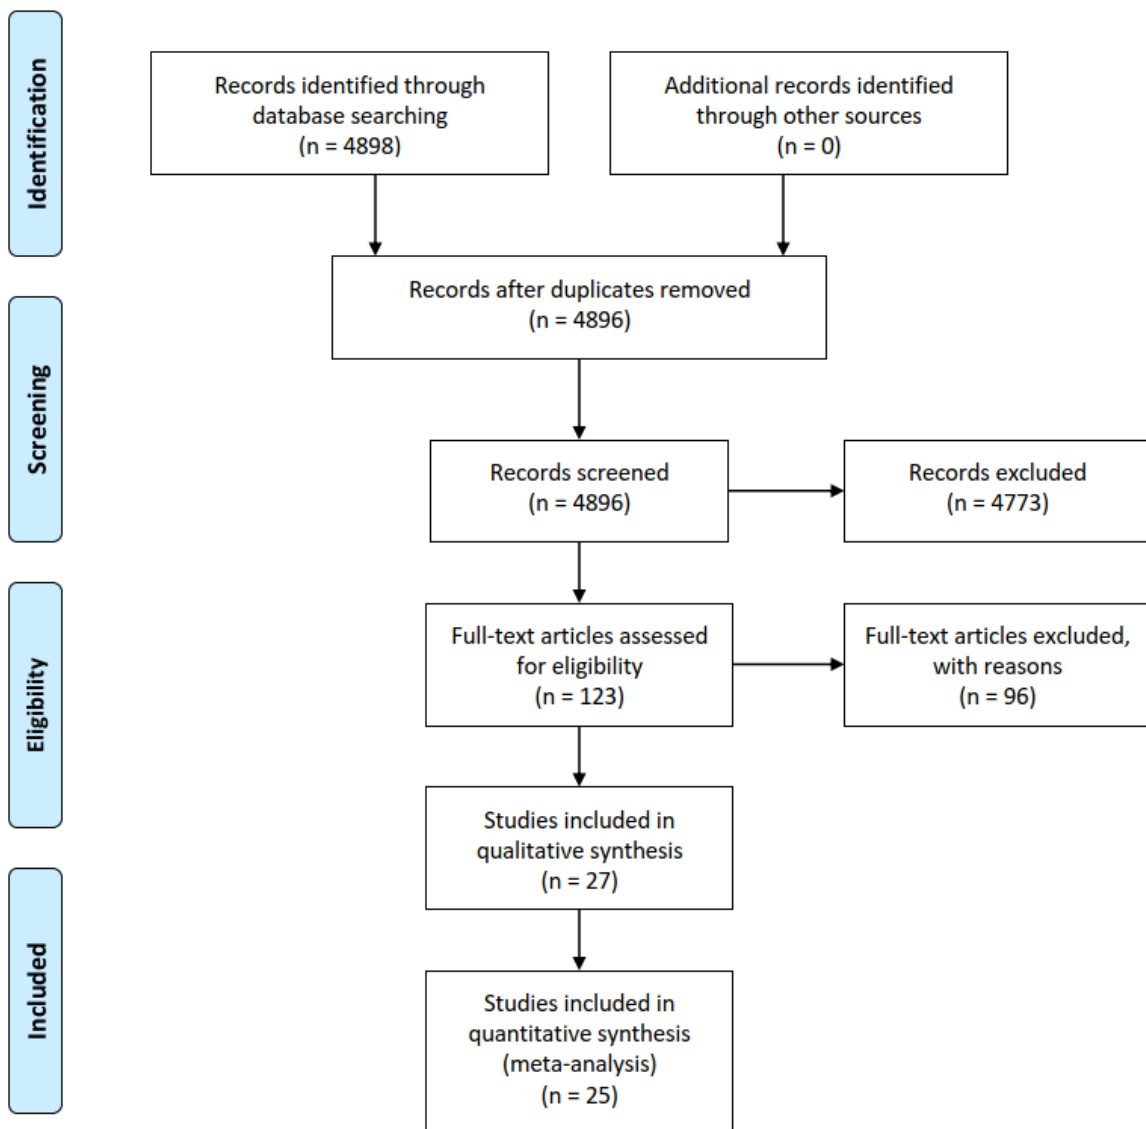 Identification
Records identified through
database searching
(n = 4898)
Additional records identified
through other sources
(n = 0)
Records after duplicates removed
(n = 4896)
Screening
Records screened
(n = 4896)
Records excluded
(n = 4773)
Eligibility
Full-text articles assessed
for eligibility
(n = 123)
Full-text articles excluded,
with reasons
(n = 96)
Studies included in
qualitative synthesis
(n = 27)
Included
Studies included in
quantitative synthesis
(meta-analysis)
(n = 25)